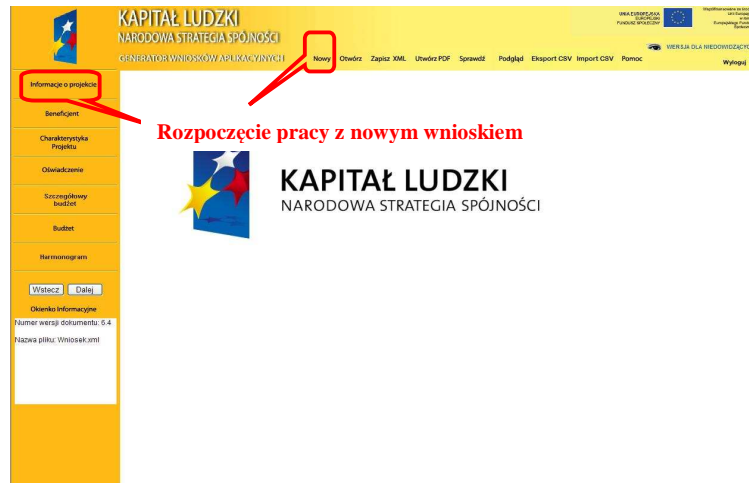 KAPITAŁ LUDZKI
NARODOWA STRATEGIA SPÓJNOŚCI
GENERATOR WNIOSKÓW APLIKACYJNYCH
UNIA EUROPEJSKA
EUROPEJSKI
FUNDUSZ SPOŁECZNY
WERSJA DLA NIEDOWIDZĄCYC
Nowy Otwórz Zapisz XML Utwórz PDF Sprawdź Podgląd Eksport CSV Import CSV Pomoc
Wyloguj
Informacje o projekcie
Beneficjent
Charakterystyka
Projektu
Oświadczenie
Szczegółowy
budżet
Budżet
Harmonogram
Wstecz Dalej
Okienko Informacyjne
Numer wersji dokumentu: 6.4
Nazwa pliku: Wniosek.xml
Rozpoczęcie pracy z nowym wnioskiem
KAPITAŁ LUDZKI
NARODOWA STRATEGIA SPÓJNOŚCI